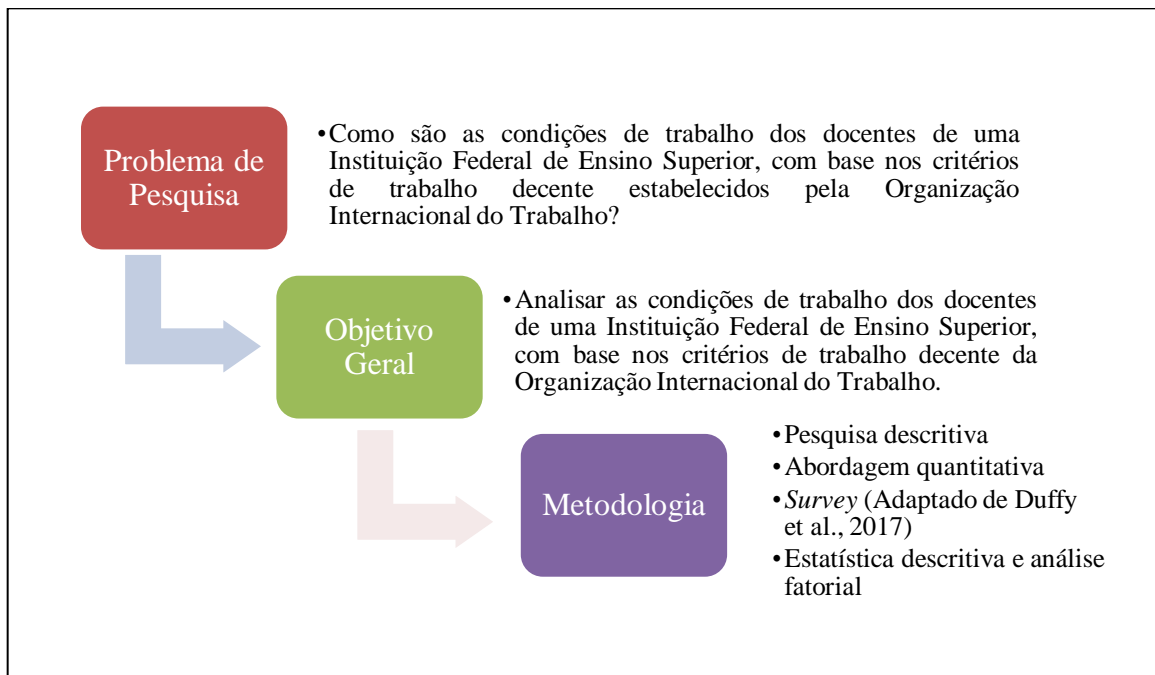 Problema de
Pesquisa
•Como são as condições de trabalho dos docentes de uma
Instituição Federal de Ensino Superior, com base nos critérios
de trabalho decente estabelecidos pela Organização
Internacional do Trabalho?
Objetivo
Geral
•Analisar as condições de trabalho dos docentes
de uma Instituição Federal de Ensino Superior,
com base nos critérios de trabalho decente da
Organização Internacional do Trabalho.
Metodologia
•Pesquisa descritiva
•Abordagem quantitativa
•Survey (Adaptado de Duffy
et al., 2017)
•Estatística descritiva e análise
fatorial